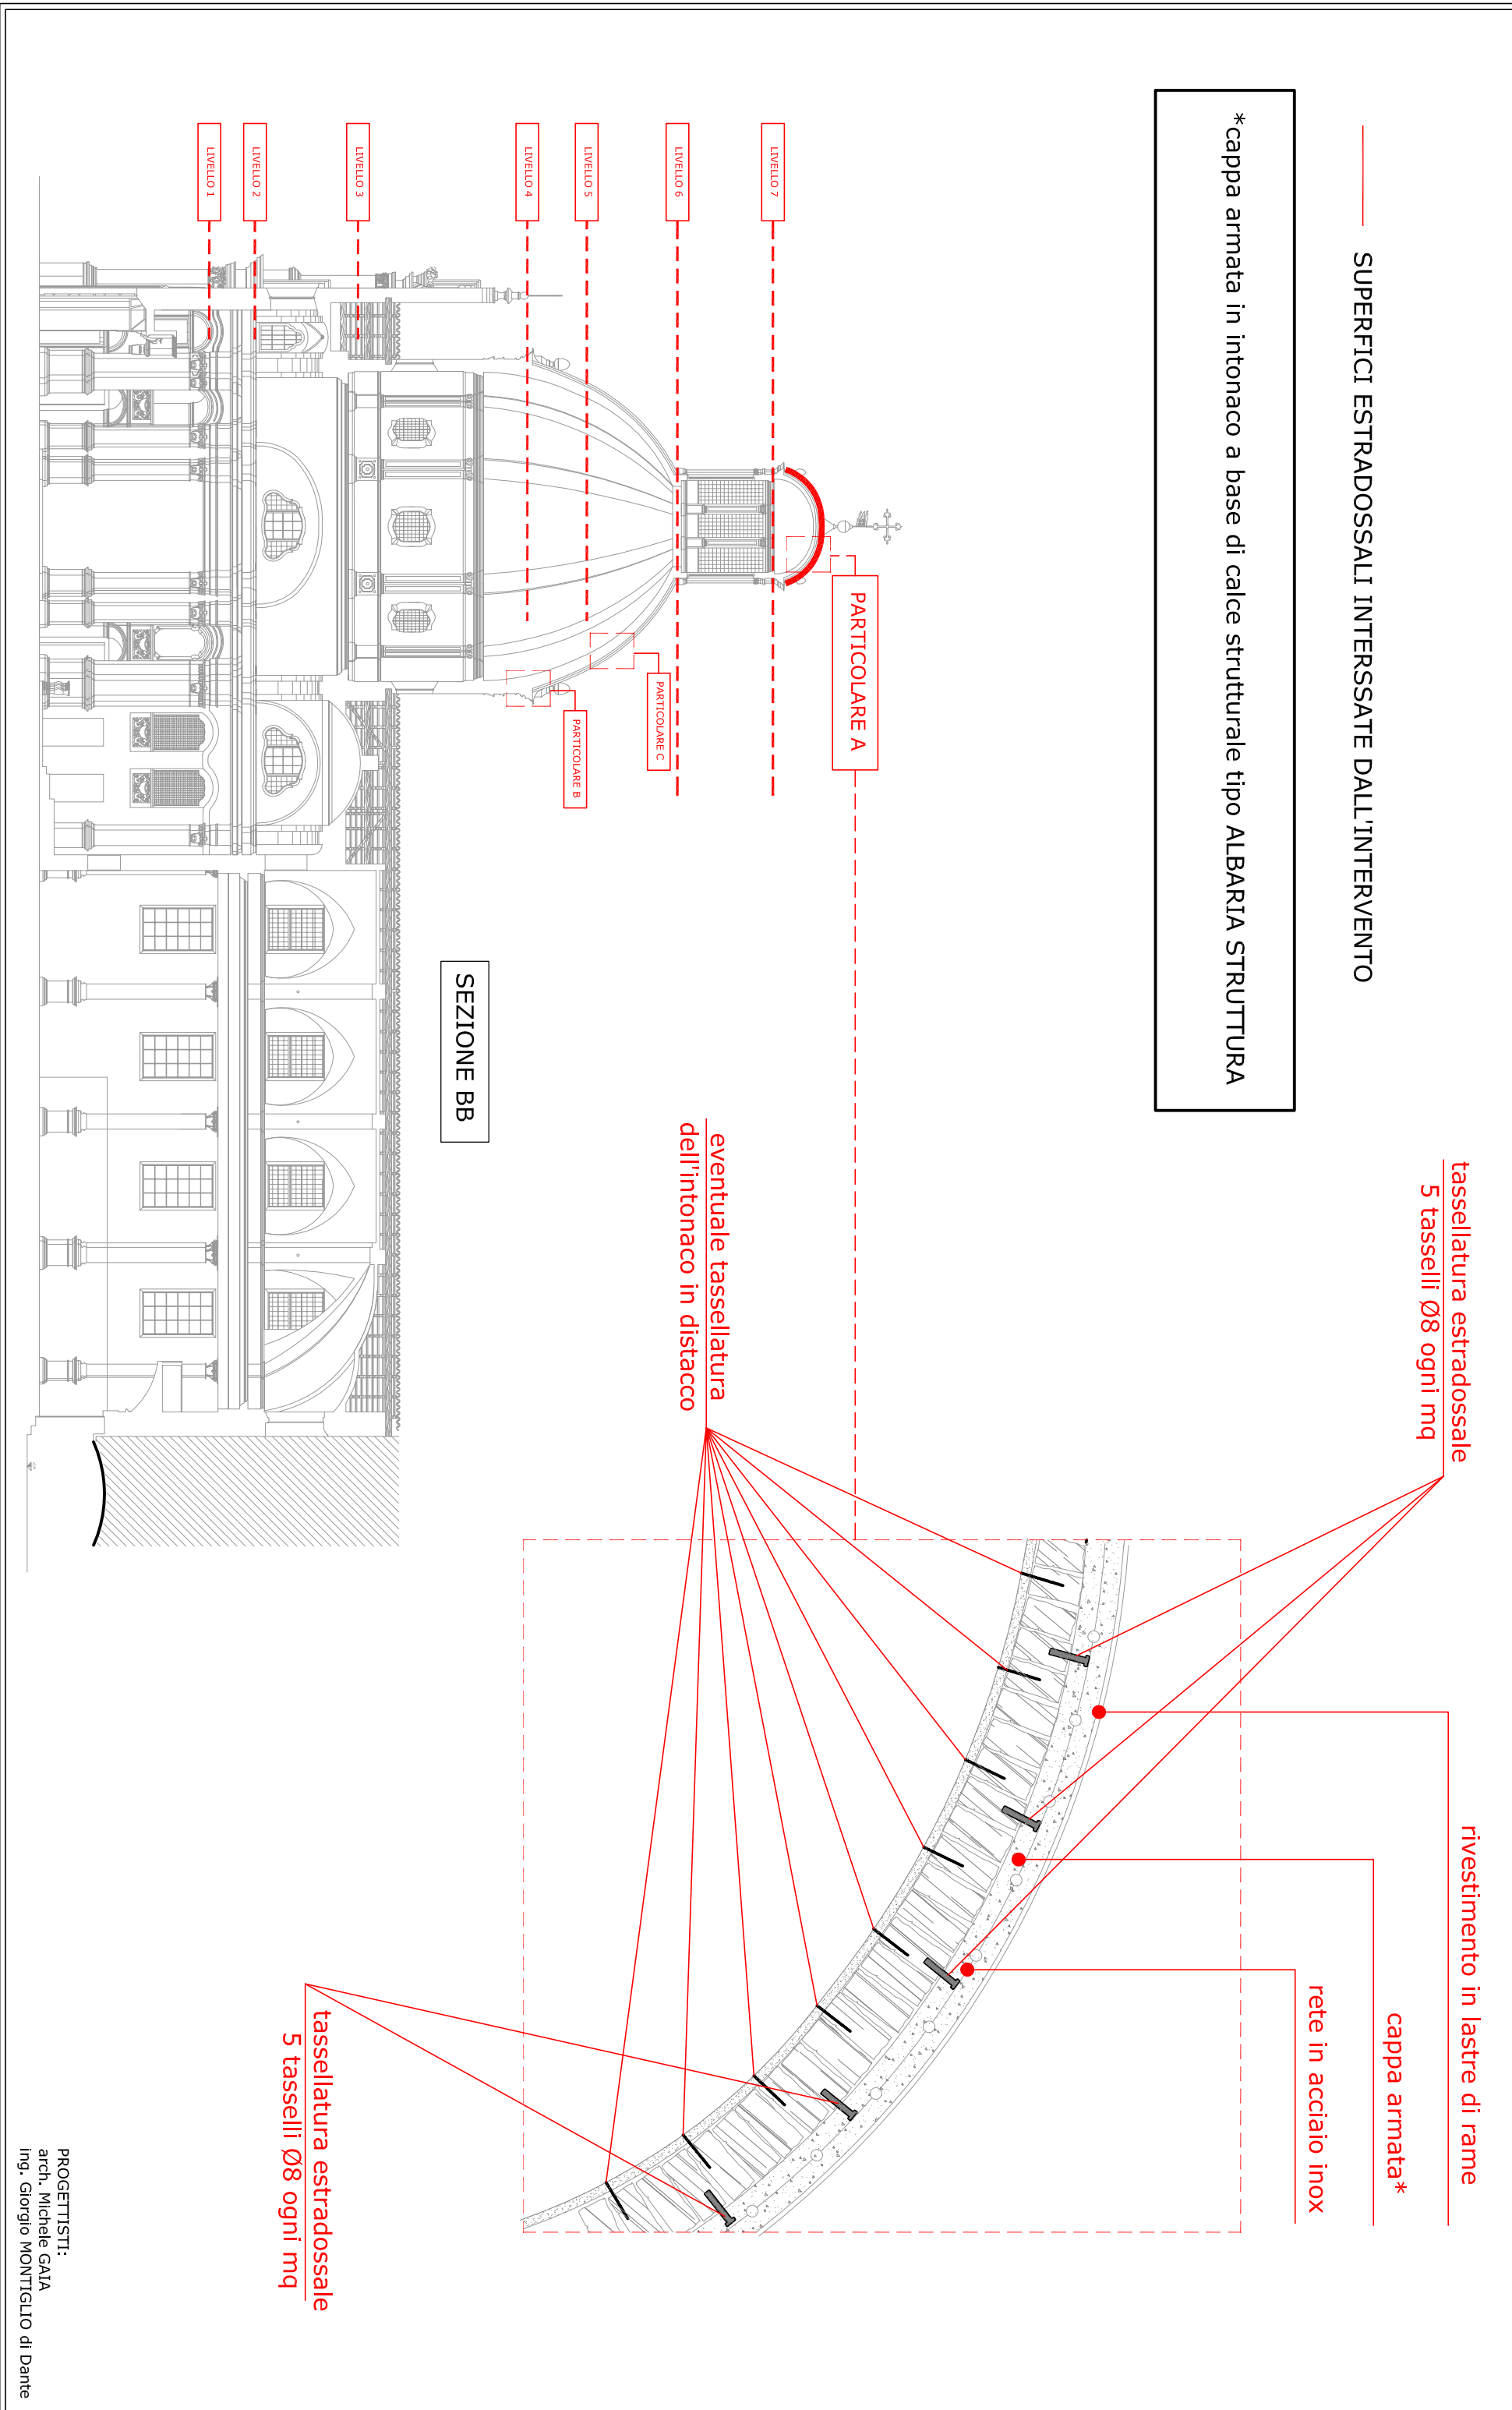 SUPERFICI ESTRADOSSALI INTERSSATE DALL'INTERVENTO
*cappa armata in intonaco a base di calce strutturale tipo ALBARIA STRUTTURA
tassellatura estradossale
5 tasselli Ø8 ogni mq
rivestimento in lastre di rame
cappa armata*
rete in acciaio inox
PARTICOLARE A
LIVELLO 7
LIVELLO 6
LIVELLO 5
LIVELLO 4
LIVELLO 3
LIVELLO 2
LIVELLO 1
PARTICOLARE C
PARTICOLARE B
eventuale tassellatura
dell'intonaco in distacco
SEZIONE BB
tassellatura estradossale
5 tasselli Ø8 ogni mq
PROGETTISTI:
arch. Michele GAIA
ing. Giorgio MONTIGLIO di Dante